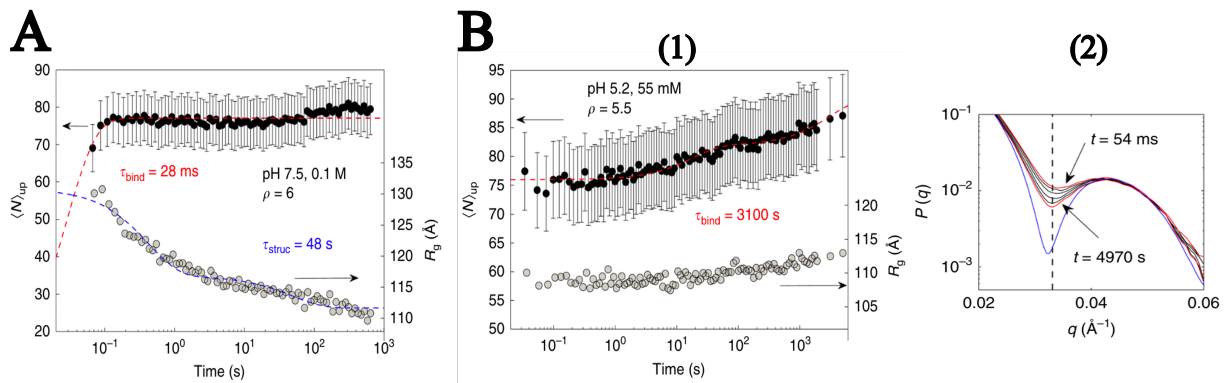 A
B
(1)
(2)
90
80
70
60
50
40
30
20
⟨N⟩up
τbind = 28 ms
pH 7.5, 0.1 M
ρ = 6
τstruc = 48 s
135
130
125
120
115
110
Rg (Å)
10⁻¹ 10⁰ 10¹ 10² 10³
Time (s)
95
90
85
80
75
70
65
60
55
50
⟨N⟩up
pH 5.2, 55 mM
ρ = 5.5
τbind = 3100 s
120
115
110
105
Rg (Å)
10⁻¹ 10⁰ 10¹ 10² 10³
Time (s)
10⁻¹
10⁻²
10⁻³
P (q)
t = 54 ms
t = 4970 s
0.02 0.04 0.06
q (Å⁻¹)